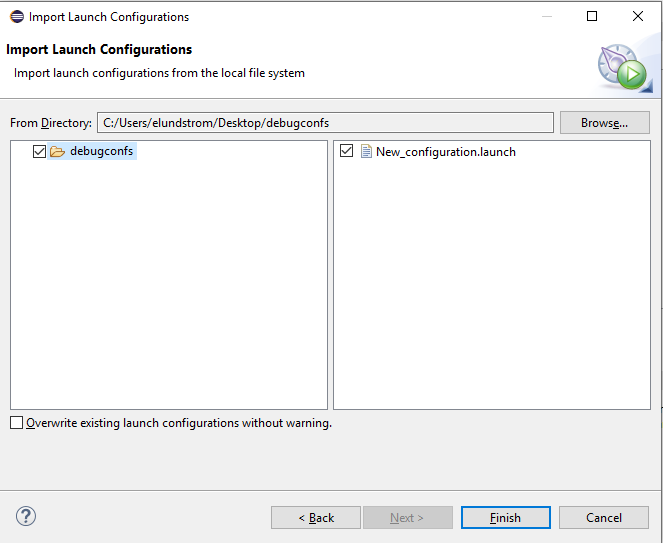 Import Launch Configurations
Import Launch Configurations
Import launch configurations from the local file system
From Directory: C:/Users/elundstrom/Desktop/debugconfs Browse...
debugconfs New_configuration.launch
Overwrite existing launch configurations without warning.
? < Back Next > Finish Cancel